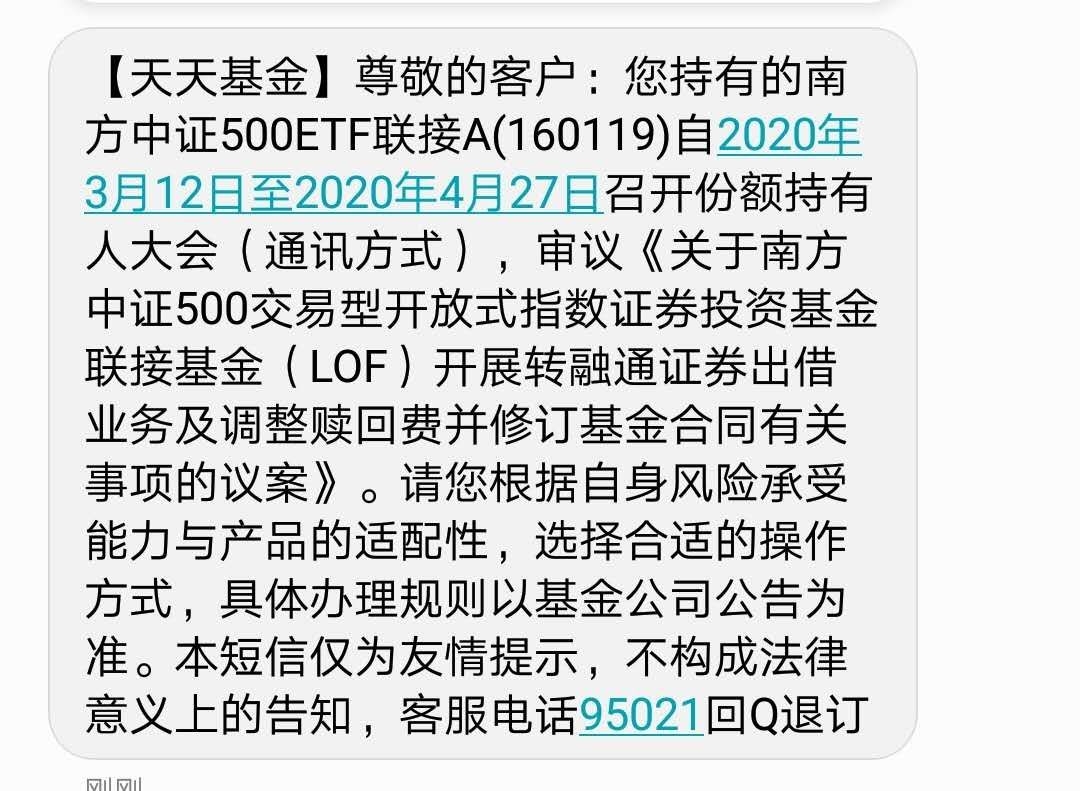 【天天基金】尊敬的客户：您持有的南
方中证500ETF联接A(160119)自2020年
3月12日至2020年4月27日召开份额持有
人大会（通讯方式），审议《关于南方
中证500交易型开放式指数证券投资基金
联接基金（LOF）开展转融通证券出借
业务及调整赎回费并修订基金合同有关
事项的议案》。请您根据自身风险承受
能力与产品的适配性，选择合适的操作
方式，具体办理规则以基金公司公告为
准。本短信仅为友情提示，不构成法律
意义上的告知，客服电话95021回Q退订
刚刚